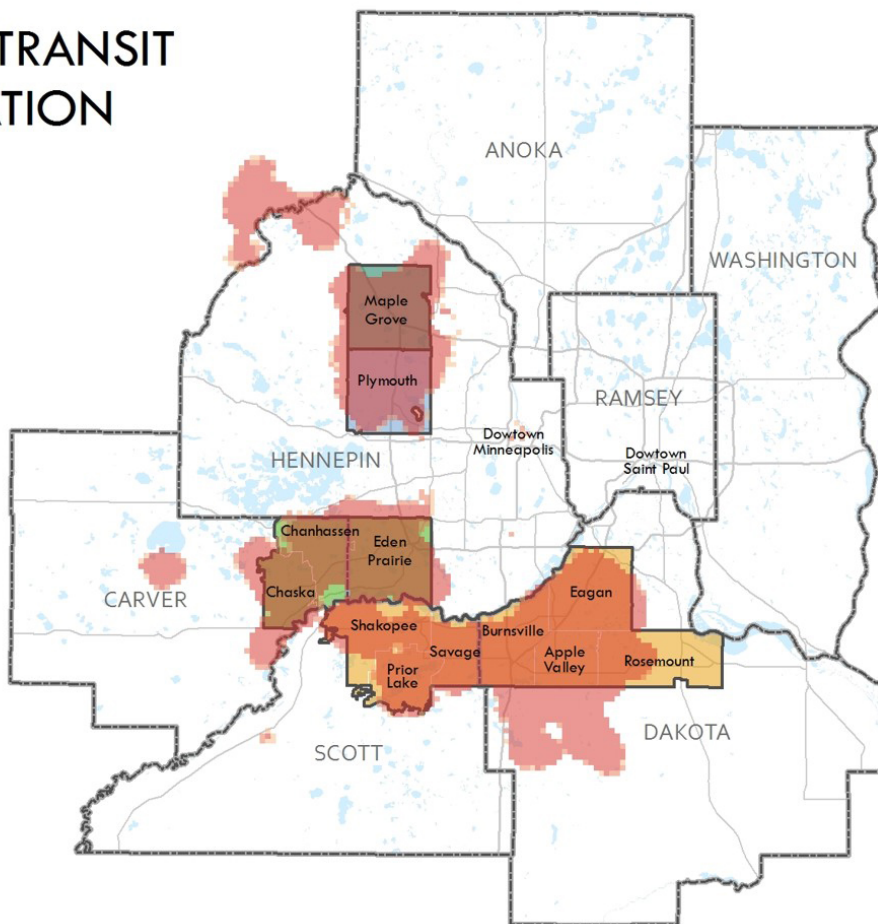 TRANSIT
ATION
ANOKA
WASHINGTON
Maple
Grove
Plymouth
RAMSEY
Dowtown
Minneapolis
Dowtown
Saint Paul
HENNEPIN
Chanhassen
Eden
Prairie
Chaska
CARVER
Eagan
Shakopee
Burnsville
Savage
Apple
Valley
Rosemount
Prior
Lake
DAKOTA
SCOTT